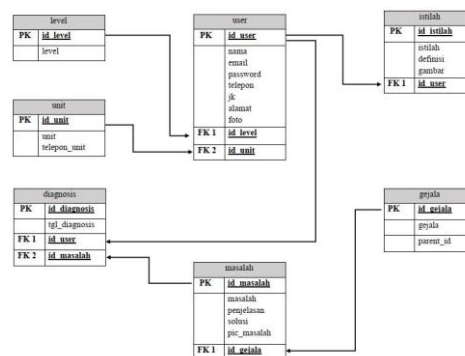 level
PK id_level
level
user
PK id_user
nama
email
password
telepon
jk
alamat
foto
FK 1 id_level
FK 2 id_unit
istilah
PK id_istilah
istilah
definisi
gambar
FK 1 id_user
unit
PK id_unit
unit
telepon_unit
diagnosis
PK id_diagnosis
tgl_diagnosis
FK 1 id_user
FK 2 id_masalah
gejala
PK id_gejala
gejala
parent_id
masalah
PK id_masalah
masalah
penjelasan
solusi
pic_masalah
FK 1 id_gejala